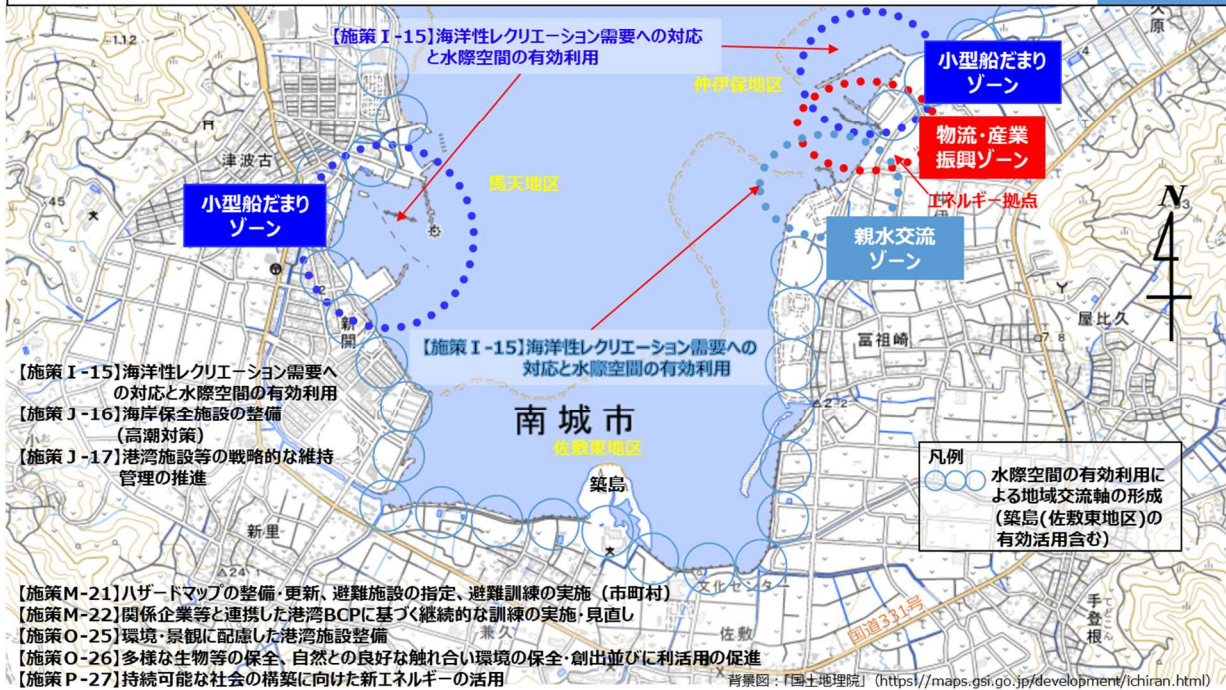 【施策Ⅰ-15】海洋性レクリエーション需要への対応
と水際空間の有効利用
仲伊保地区
小型船だまり
ゾーン
久
原
物流・産業
振興ゾーン
エネルギー拠点
津波古
馬天地区
小型船だまり
ゾーン
親水交流
ゾーン
N
新
開
屋比久
冨祖崎
【施策Ⅰ-15】海洋性レクリエーション需要への
対応と水際空間の有効利用
【施策Ⅰ-15】海洋性レクリエーション需要へ
の対応と水際空間の有効利用
【施策Ｊ-16】海岸保全施設の整備
(高潮対策)
【施策Ｊ-17】港湾施設等の戦略的な維持
管理の推進
南城市
佐敷東地区
築島
凡例
水際空間の有効利用に
よる地域交流軸の形成
（築島(佐敷東地区)の
有効活用含む）
新里
文化センター
国道331号
手
登
根
佐敷
兼久
【施策Ｍ-21】ハザードマップの整備・更新、避難施設の指定、避難訓練の実施（市町村）
【施策Ｍ-22】関係企業等と連携した港湾BCPに基づく継続的な訓練の実施・見直し
【施策Ｏ-25】環境・景観に配慮した港湾施設整備
【施策Ｏ-26】多様な生物等の保全、自然との良好な触れ合い環境の保全・創出並びに利活用の促進
【施策Ｐ-27】持続可能な社会の構築に向けた新エネルギーの活用
背景図：「国土地理院」（https://maps.gsi.go.jp/development/ichiran.html）